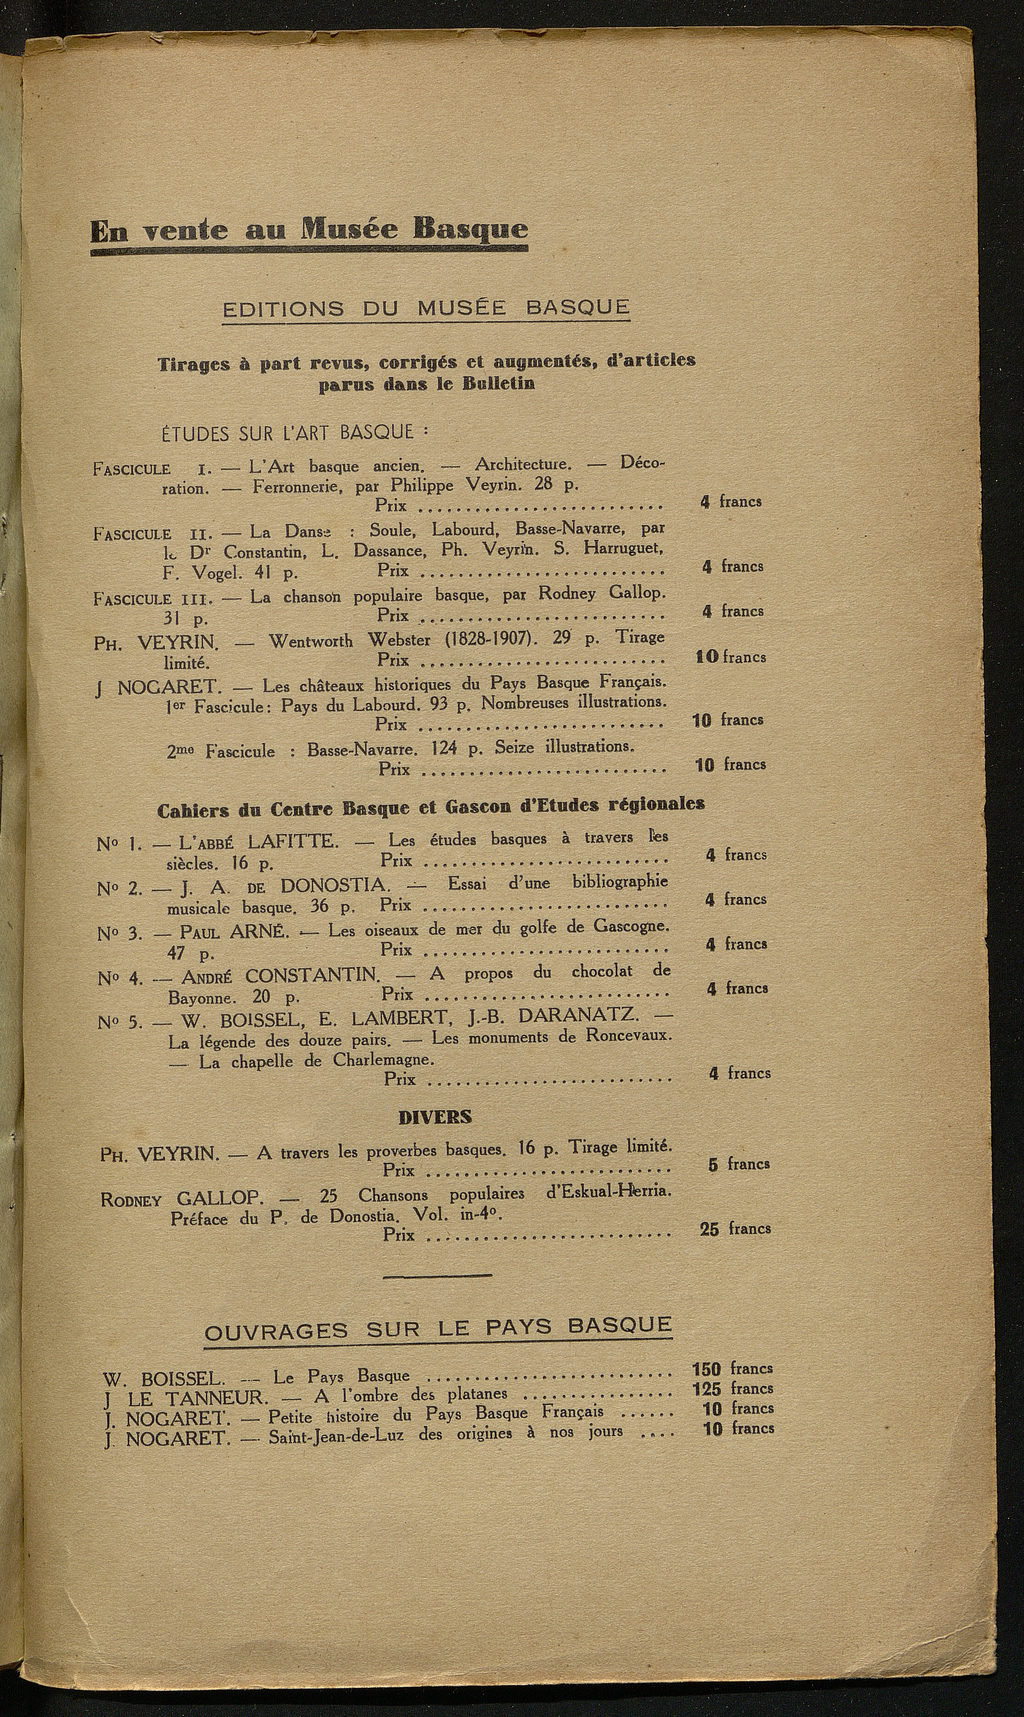 En vente au Musée Basque
EDITIONS DU MUSÉE BASQUE
Tirages à part revus, corrigés et augmentés, d'articles
parus dans le Bulletin
ÉTUDES SUR L'ART BASQUE :
FASCICULE I. — L'Art basque ancien. — Architecture. — Déco-
ration. — Ferronnerie, par Philippe Veyrin. 28 p.
Prix .......................... 4 francs
FASCICULE II. — La Danse : Soule, Labourd, Basse-Navarre, par
le Dr Constantin, L. Dassance, Ph. Veyrin. S. Harruguet,
F. Vogel. 41 p. Prix .......................... 4 francs
FASCICULE III. — La chanson populaire basque, par Rodney Gallop.
31 p. Prix .......................... 4 francs
PH. VEYRIN. — Wentworth Webster (1828-1907). 29 p. Tirage
limité. Prix .......................... 10 francs
J NOGARET. — Les châteaux historiques du Pays Basque Français.
1er Fascicule : Pays du Labourd. 93 p. Nombreuses illustrations.
Prix .......................... 10 francs
2me Fascicule : Basse-Navarre. 124 p. Seize illustrations.
Prix .......................... 10 francs
Cahiers du Centre Basque et Gascon d'Etudes régionales
No 1. — L'ABBÉ LAFITTE. — Les études basques à travers les
siècles. 16 p. Prix .......................... 4 francs
No 2. — J. A. DE DONOSTIA. — Essai d'une bibliographie
musicale basque. 36 p. Prix .......................... 4 francs
No 3. — PAUL ARNÉ. — Les oiseaux de mer du golfe de Gascogne.
47 p. Prix .......................... 4 francs
No 4. — ANDRÉ CONSTANTIN. — A propos du chocolat de
Bayonne. 20 p. Prix .......................... 4 francs
No 5. — W. BOISSEL, E. LAMBERT, J.-B. DARANATZ. —
La légende des douze pairs. — Les monuments de Roncevaux.
— La chapelle de Charlemagne.
Prix .......................... 4 francs
DIVERS
PH. VEYRIN. — A travers les proverbes basques. 16 p. Tirage limité.
Prix .......................... 5 francs
RODNEY GALLOP. — 25 Chansons populaires d'Eskual-Herria.
Préface du P. de Donostia. Vol. in-4o.
Prix .......................... 25 francs
OUVRAGES SUR LE PAYS BASQUE
W. BOISSEL. — Le Pays Basque .......................... 150 francs
J LE TANNEUR. — A l'ombre des platanes ................ 125 francs
J. NOGARET. — Petite histoire du Pays Basque Français ...... 10 francs
J. NOGARET. — Saint-Jean-de-Luz des origines à nos jours .... 10 francs